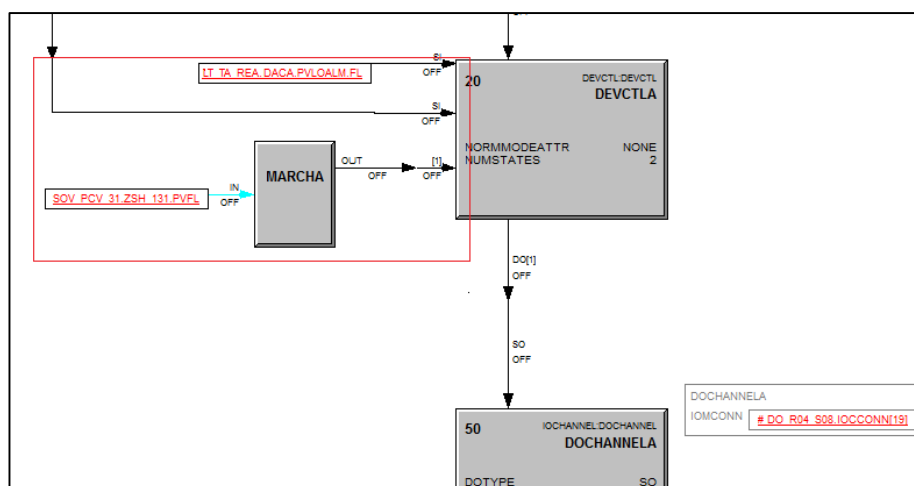 SI
OFF
LT_TA_REA.DACA.PVLOALM.FL
20
DEVCTL:DEVCTL
DEVCTLA
SI
OFF
NORMMODEATTR NONE
NUMSTATES 2
OUT
OFF
[1]
OFF
MARCHA
IN
OFF
SOV_PCV_31.ZSH_131.PVFL
DO[1]
OFF
SO
OFF
DOCHANNELA
IOMCONN # DO_R04_S08.IOCCONN[19]
50
IOCHANNEL:DOCHANNEL
DOCHANNELA
DOTYPE SO